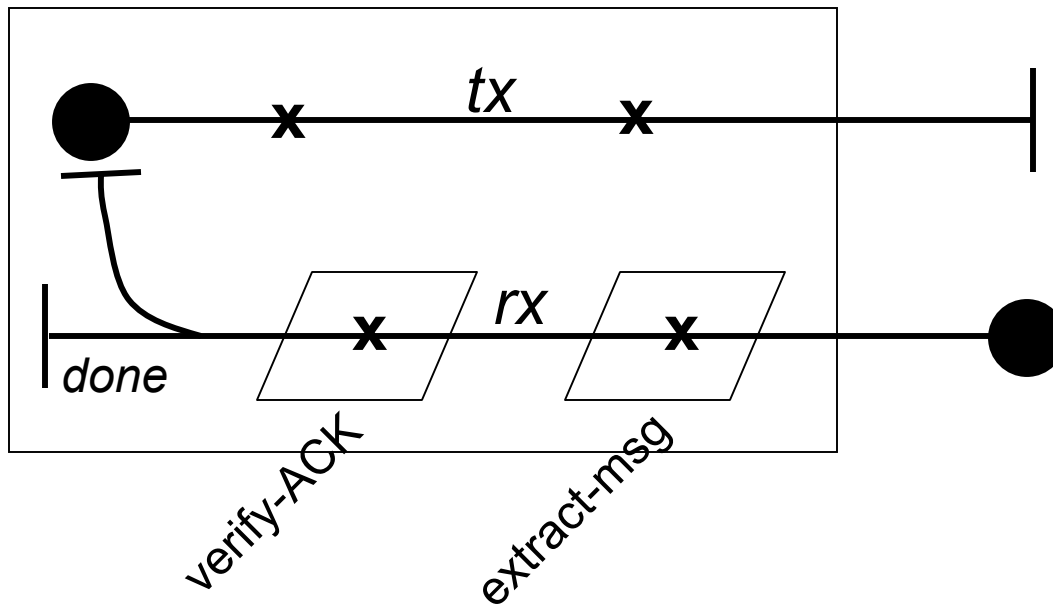 x
tx
x
x
rx
x
done
verify-ACK
extract-msg